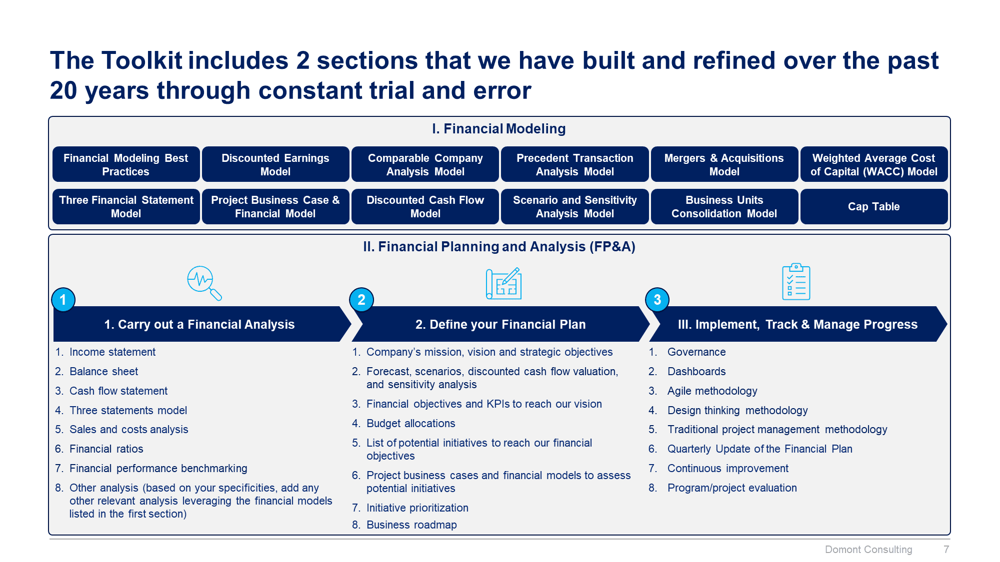 The Toolkit includes 2 sections that we have built and refined over the past
20 years through constant trial and error
I. Financial Modeling
Financial Modeling Best
Practices
Discounted Earnings
Model
Comparable Company
Analysis Model
Precedent Transaction
Analysis Model
Mergers & Acquisitions
Model
Weighted Average Cost
of Capital (WACC) Model
Three Financial Statement
Model
Project Business Case &
Financial Model
Discounted Cash Flow
Model
Scenario and Sensitivity
Analysis Model
Business Units
Consolidation Model
Cap Table
II. Financial Planning and Analysis (FP&A)
1
1. Carry out a Financial Analysis
1. Income statement
2. Balance sheet
3. Cash flow statement
4. Three statements model
5. Sales and costs analysis
6. Financial ratios
7. Financial performance benchmarking
8. Other analysis (based on your specificities, add any
other relevant analysis leveraging the financial models
listed in the first section)
2
2. Define your Financial Plan
1. Company’s mission, vision and strategic objectives
2. Forecast, scenarios, discounted cash flow valuation,
and sensitivity analysis
3. Financial objectives and KPIs to reach our vision
4. Budget allocations
5. List of potential initiatives to reach our financial
objectives
6. Project business cases and financial models to assess
potential initiatives
7. Initiative prioritization
8. Business roadmap
3
III. Implement, Track & Manage Progress
1. Governance
2. Dashboards
3. Agile methodology
4. Design thinking methodology
5. Traditional project management methodology
6. Quarterly Update of the Financial Plan
7. Continuous improvement
8. Program/project evaluation
Domont Consulting 7